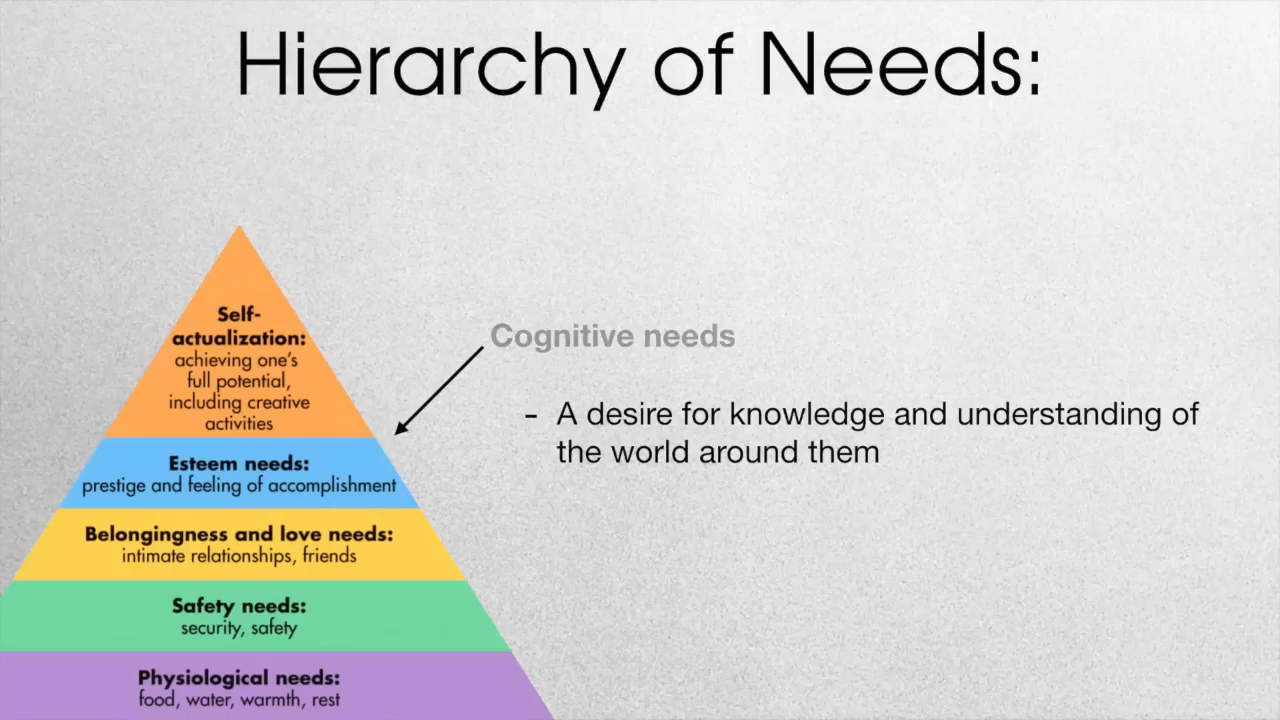 Hierarchy of Needs:
Self-
actualization:
achieving one's
full potential,
including creative
activities
Esteem needs:
prestige and feeling of accomplishment
Belongingness and love needs:
intimate relationships, friends
Safety needs:
security, safety
Physiological needs:
food, water, warmth, rest
Cognitive needs
- A desire for knowledge and understanding of
the world around them